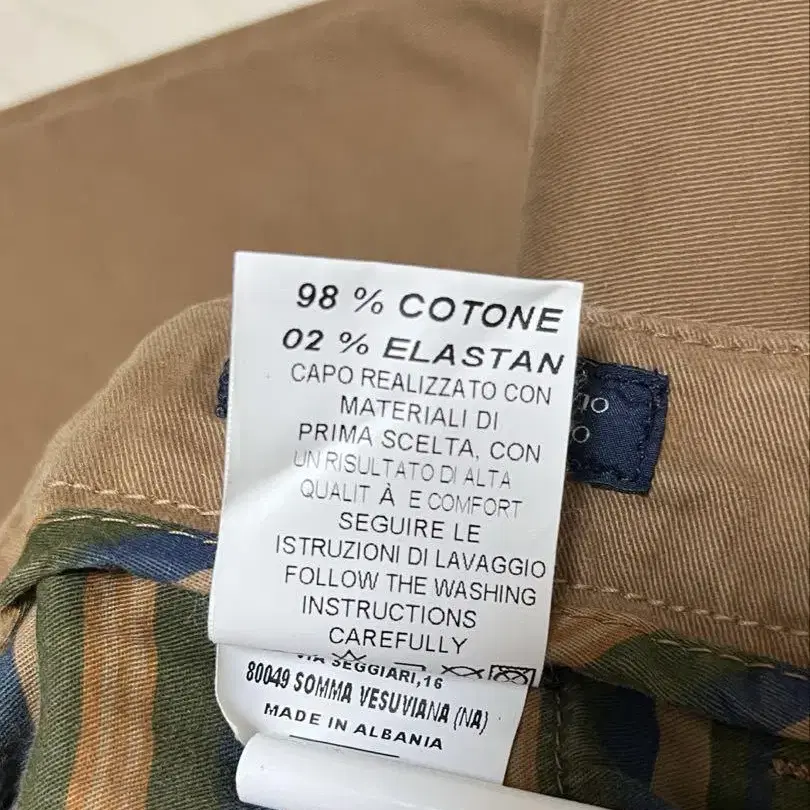 98 % COTONE
02 % ELASTAN
CAPO REALIZZATO CON
MATERIALI DI
PRIMA SCELTA, CON
UN RISULTATO DI ALTA
QUALIT À E COMFORT
SEGUIRE LE
ISTRUZIONI DI LAVAGGIO
FOLLOW THE WASHING
INSTRUCTIONS
CAREFULLY
VIA SEGGIARI,16
80049 SOMMA VESUVIANA (NA)
MADE IN ALBANIA